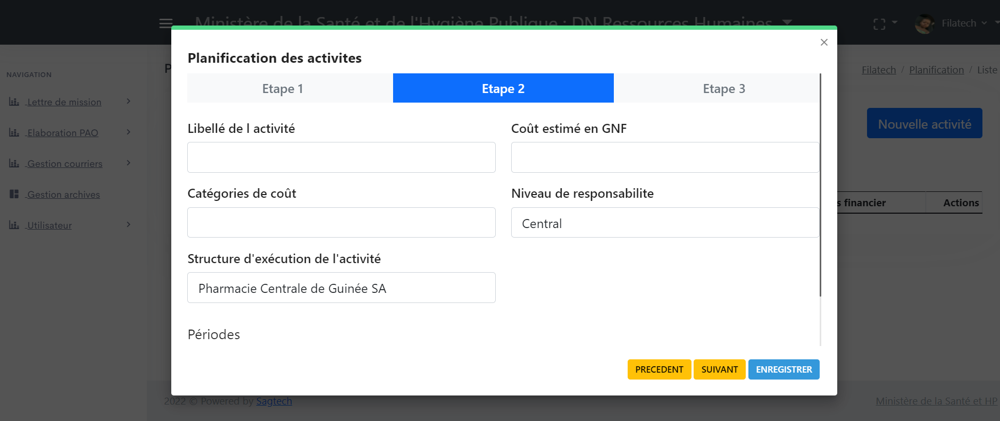 Ministère de la Santé et de l'Hygiène Publique : DN Ressources Humaines
Filatech
NAVIGATION
Lettre de mission
Elaboration PAO
Gestion courriers
Gestion archives
Utilisateur
P
Filatech / Planification / Liste
Nouvelle activité
s financier
Actions
Planificcation des activites
Etape 1
Etape 2
Etape 3
Libellé de l activité
Coût estimé en GNF
Catégories de coût
Niveau de responsabilite
Central
Structure d'exécution de l'activité
Pharmacie Centrale de Guinée SA
Périodes
PRECEDENT
SUIVANT
ENREGISTRER
2022 © Powered by Sagtech
Ministère de la Santé et HP